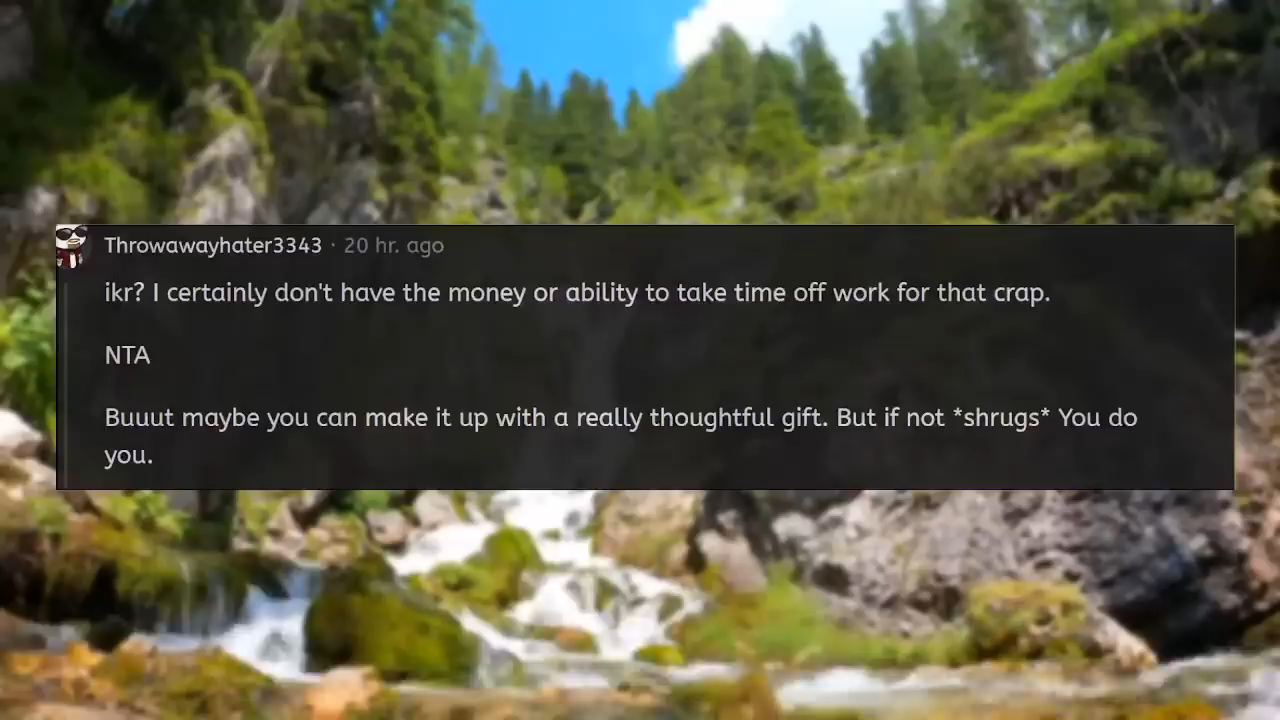 Throwawayhater3343 · 20 hr. ago
ikr? I certainly don't have the money or ability to take time off work for that crap.
NTA
Buuut maybe you can make it up with a really thoughtful gift. But if not *shrugs* You do
you.